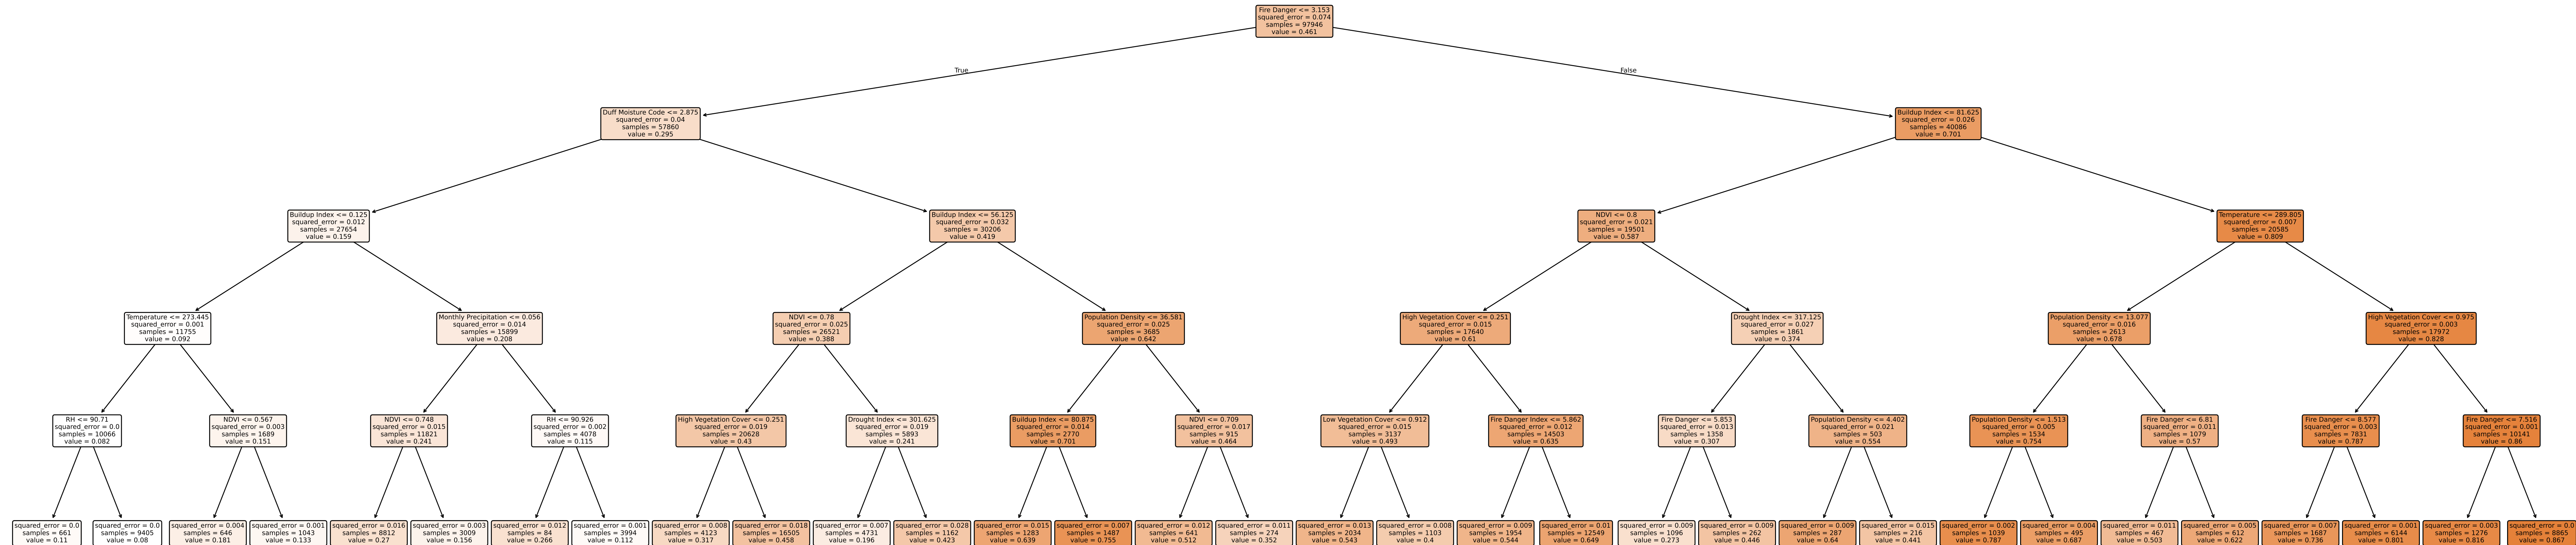 Fire Danger <= 3.153
squared_error = 0.074
samples = 97946
value = 0.461
True
False
Duff Moisture Code <= 2.875
squared_error = 0.04
samples = 57860
value = 0.295
Buildup Index <= 81.625
squared_error = 0.026
samples = 40086
value = 0.701
Buildup Index <= 0.125
squared_error = 0.012
samples = 27654
value = 0.159
Buildup Index <= 56.125
squared_error = 0.032
samples = 30206
value = 0.419
NDVI <= 0.8
squared_error = 0.021
samples = 19501
value = 0.587
Temperature <= 289.805
squared_error = 0.007
samples = 20585
value = 0.809
Temperature <= 273.445
squared_error = 0.001
samples = 11755
value = 0.092
Monthly Precipitation <= 0.056
squared_error = 0.014
samples = 15899
value = 0.208
NDVI <= 0.78
squared_error = 0.025
samples = 26521
value = 0.388
Population Density <= 36.581
squared_error = 0.025
samples = 3685
value = 0.642
High Vegetation Cover <= 0.251
squared_error = 0.015
samples = 17640
value = 0.61
Drought Index <= 317.125
squared_error = 0.027
samples = 1861
value = 0.374
Population Density <= 13.077
squared_error = 0.016
samples = 2613
value = 0.678
High Vegetation Cover <= 0.975
squared_error = 0.003
samples = 17972
value = 0.828
RH <= 90.71
squared_error = 0.0
samples = 10066
value = 0.082
NDVI <= 0.567
squared_error = 0.003
samples = 1689
value = 0.151
NDVI <= 0.748
squared_error = 0.015
samples = 11821
value = 0.241
RH <= 90.926
squared_error = 0.002
samples = 4078
value = 0.115
High Vegetation Cover <= 0.251
squared_error = 0.019
samples = 20628
value = 0.43
Drought Index <= 301.625
squared_error = 0.019
samples = 5893
value = 0.241
Buildup Index <= 80.875
squared_error = 0.014
samples = 2770
value = 0.701
NDVI <= 0.709
squared_error = 0.017
samples = 915
value = 0.464
Low Vegetation Cover <= 0.912
squared_error = 0.015
samples = 3137
value = 0.493
Fire Danger Index <= 5.862
squared_error = 0.012
samples = 14503
value = 0.635
Fire Danger <= 5.853
squared_error = 0.013
samples = 1358
value = 0.307
Population Density <= 4.402
squared_error = 0.021
samples = 503
value = 0.554
Population Density <= 1.513
squared_error = 0.005
samples = 1534
value = 0.754
Fire Danger <= 6.81
squared_error = 0.011
samples = 1079
value = 0.57
Fire Danger <= 8.577
squared_error = 0.003
samples = 7831
value = 0.787
Fire Danger <= 7.516
squared_error = 0.001
samples = 10141
value = 0.86
squared_error = 0.0
samples = 661
value = 0.11
squared_error = 0.0
samples = 9405
value = 0.08
squared_error = 0.004
samples = 646
value = 0.181
squared_error = 0.001
samples = 1043
value = 0.133
squared_error = 0.016
samples = 8812
value = 0.27
squared_error = 0.003
samples = 3009
value = 0.156
squared_error = 0.012
samples = 84
value = 0.266
squared_error = 0.001
samples = 3994
value = 0.112
squared_error = 0.008
samples = 4123
value = 0.317
squared_error = 0.018
samples = 16505
value = 0.458
squared_error = 0.007
samples = 4731
value = 0.196
squared_error = 0.028
samples = 1162
value = 0.423
squared_error = 0.015
samples = 1283
value = 0.639
squared_error = 0.007
samples = 1487
value = 0.755
squared_error = 0.012
samples = 641
value = 0.512
squared_error = 0.011
samples = 274
value = 0.352
squared_error = 0.013
samples = 2034
value = 0.543
squared_error = 0.008
samples = 1103
value = 0.4
squared_error = 0.009
samples = 1954
value = 0.544
squared_error = 0.01
samples = 12549
value = 0.649
squared_error = 0.009
samples = 1096
value = 0.273
squared_error = 0.009
samples = 262
value = 0.446
squared_error = 0.009
samples = 287
value = 0.64
squared_error = 0.015
samples = 216
value = 0.441
squared_error = 0.002
samples = 1039
value = 0.787
squared_error = 0.004
samples = 495
value = 0.687
squared_error = 0.011
samples = 467
value = 0.503
squared_error = 0.005
samples = 612
value = 0.622
squared_error = 0.007
samples = 1687
value = 0.736
squared_error = 0.001
samples = 6144
value = 0.801
squared_error = 0.003
samples = 1276
value = 0.816
squared_error = 0.0
samples = 8865
value = 0.867